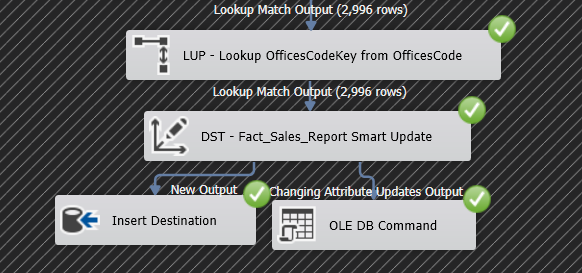 Lookup Match Output (2,996 rows)
LUP - Lookup OfficesCodeKey from OfficesCode
Lookup Match Output (2,996 rows)
DST - Fact_Sales_Report Smart Update
New Output
Changing Attribute Updates Output
Insert Destination
OLE DB Command